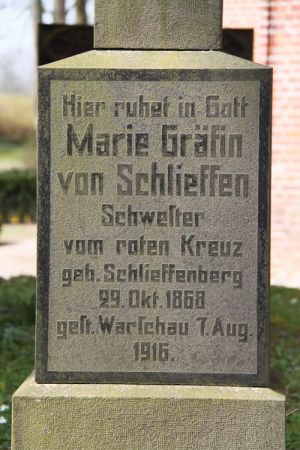 Hier ruhet in Gott
Marie Gräfin
von Schlieffen
Schwester
vom roten Kreuz
geb. Schlieffenberg
29. Okt. 1868
gest. Warschau 7. Aug.
1916.